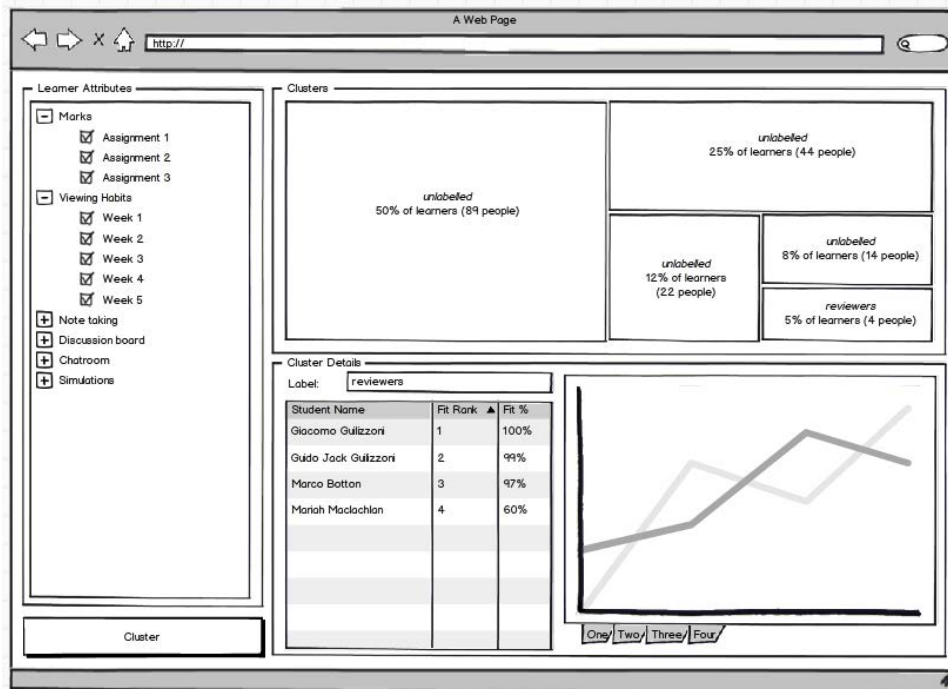 A Web Page
http://
Learner Attributes
Marks
Assignment 1
Assignment 2
Assignment 3
Viewing Habits
Week 1
Week 2
Week 3
Week 4
Week 5
Note taking
Discussion board
Chatroom
Simulations
Cluster
Clusters
unlabelled
50% of learners (89 people)
unlabelled
25% of learners (44 people)
unlabelled
12% of learners
(22 people)
unlabelled
8% of learners (14 people)
reviewers
5% of learners (4 people)
Cluster Details
Label: reviewers
Student Name Fit Rank Fit %
Giacomo Guilizzoni 1 100%
Guido Jack Guilizzoni 2 99%
Marco Botton 3 97%
Mariah Maclachlan 4 60%
One Two Three Four